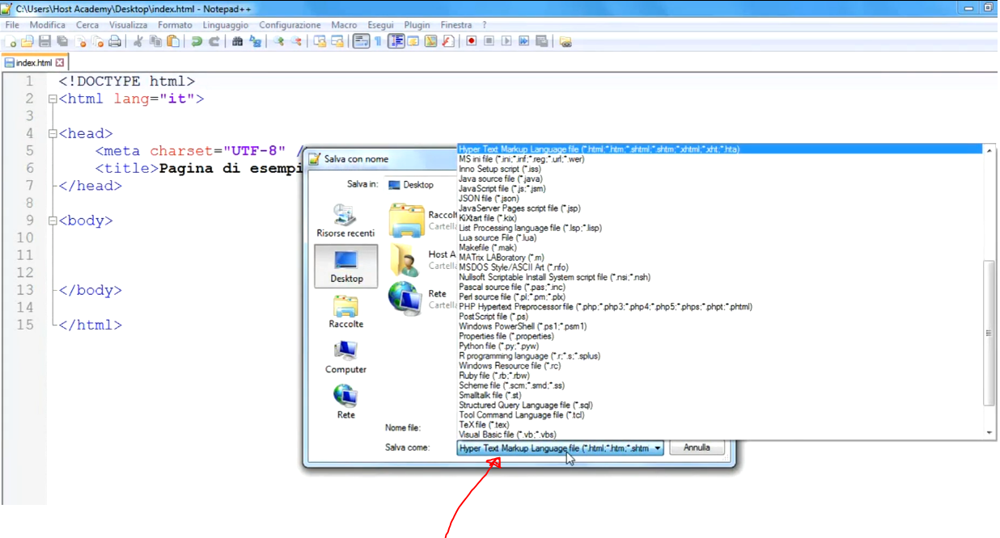 C:\Users\Host Academy\Desktop\index.html - Notepad++
File Modifica Cerca Visualizza Formato Linguaggio Configurazione Macro Esegui Plugin Finestra ?
index.html
1 <!DOCTYPE html>
2 <html lang="it">
3
4 <head>
5 <meta charset="UTF-8" /
6 <title>Pagina di esempi
7 </head>
8
9 <body>
10
11
12
13 </body>
14
15 </html>
Salva con nome
Salva in: Desktop
Risorse recenti
Desktop
Raccolte
Computer
Rete
Raccolt
Cartella
Host A
Cartella
Rete
Cartella
Hyper Text Markup Language file (*.html;*.htm;*.shtml;*.shtm;*.xhtml;*.xht;*.hta)
MS ini file (*.ini;*.inf;*.reg;*.url;*.wer)
Inno Setup script (*.iss)
Java source file (*.java)
JavaScript file (*.js;*.jsm)
JSON file (*.json)
JavaServer Pages script file (*.jsp)
KiXtart file (*.kix)
List Processing language file (*.lsp;*.lisp)
Lua source File (*.lua)
Makefile (*.mak)
MATrix LABoratory (*.m)
MSDOS Style/ASCII Art (*.nfo)
Nullsoft Scriptable Install System script file (*.nsi;*.nsh)
Pascal source file (*.pas;*.inc)
Perl source file (*.pl;*.pm;*.plx)
PHP Hypertext Preprocessor file (*.php;*.php3;*.php4;*.php5;*.phps;*.phpt;*.phtml)
PostScript file (*.ps)
Windows PowerShell (*.ps1;*.psm1)
Properties file (*.properties)
Python file (*.py;*.pyw)
R programming language (*.r;*.s;*.splus)
Windows Resource file (*.rc)
Ruby file (*.rb;*.rbw)
Scheme file (*.scm;*.smd;*.ss)
Smalltalk file (*.st)
Structured Query Language file (*.sql)
Tool Command Language file (*.tcl)
TeX file (*.tex)
Visual Basic file (*.vb;*.vbs)
Nome file:
Salva come: Hyper Text Markup Language file (*.html;*.htm;*.shtm
Annulla